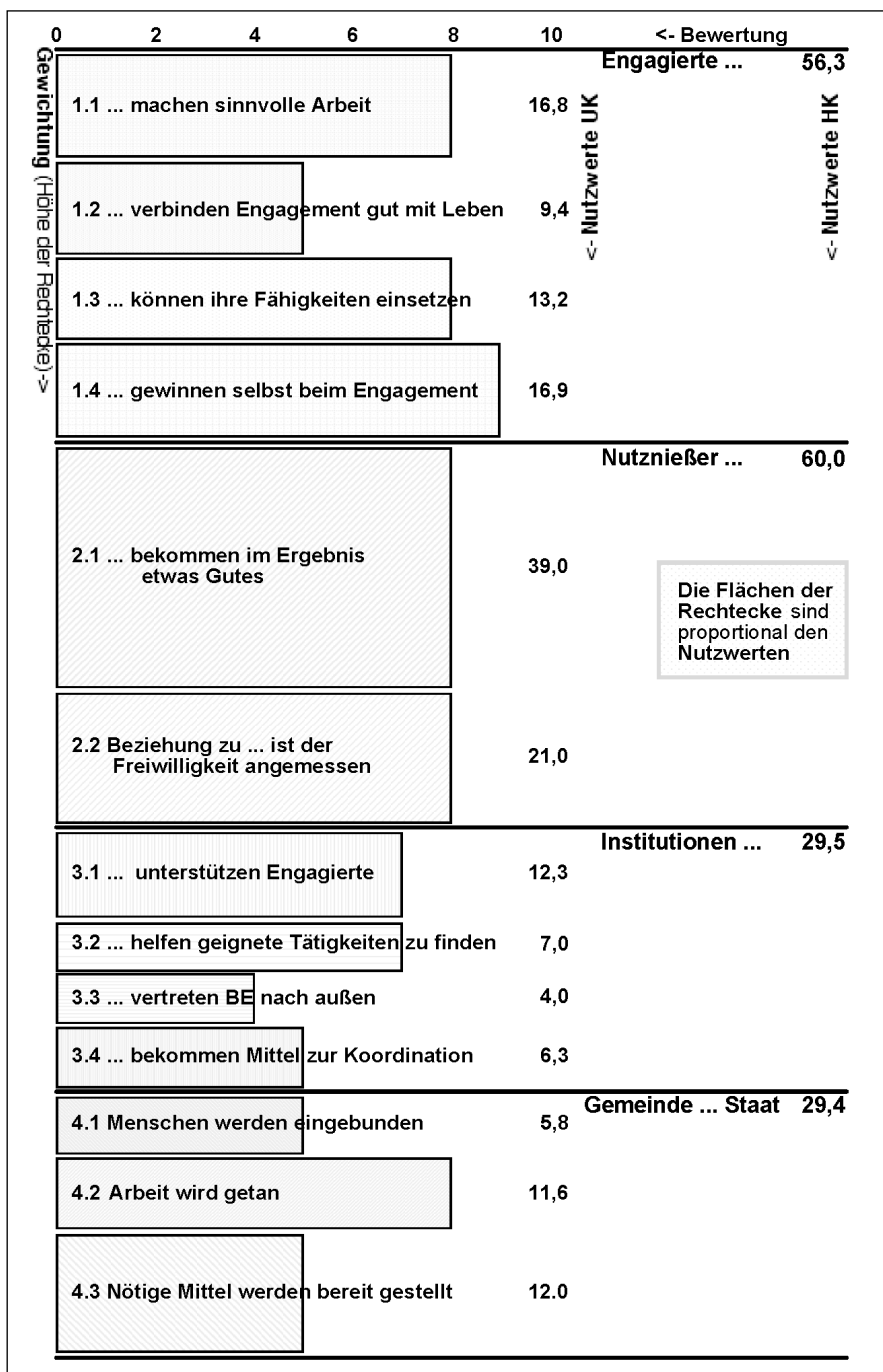 0 2 4 6 8 10 <- Bewertung
Gewichtung (Höhe der Rechtecke)->
Engagierte ... 56,3
1.1 ... machen sinnvolle Arbeit 16,8
<- Nutzwerte UK
<- Nutzwerte HK
1.2 ... verbinden Engagement gut mit Leben 9,4
1.3 ... können ihre Fähigkeiten einsetzen 13,2
1.4 ... gewinnen selbst beim Engagement 16,9
Nutznießer ... 60,0
2.1 ... bekommen im Ergebnis
etwas Gutes
39,0
Die Flächen der
Rechtecke sind
proportional den
Nutzwerten
2.2 Beziehung zu ... ist der
Freiwilligkeit angemessen
21,0
Institutionen ... 29,5
3.1 ... unterstützen Engagierte 12,3
3.2 ... helfen geignete Tätigkeiten zu finden 7,0
3.3 ... vertreten BE nach außen 4,0
3.4 ... bekommen Mittel zur Koordination 6,3
Gemeinde ... Staat 29,4
4.1 Menschen werden eingebunden 5,8
4.2 Arbeit wird getan 11,6
4.3 Nötige Mittel werden bereit gestellt 12.0